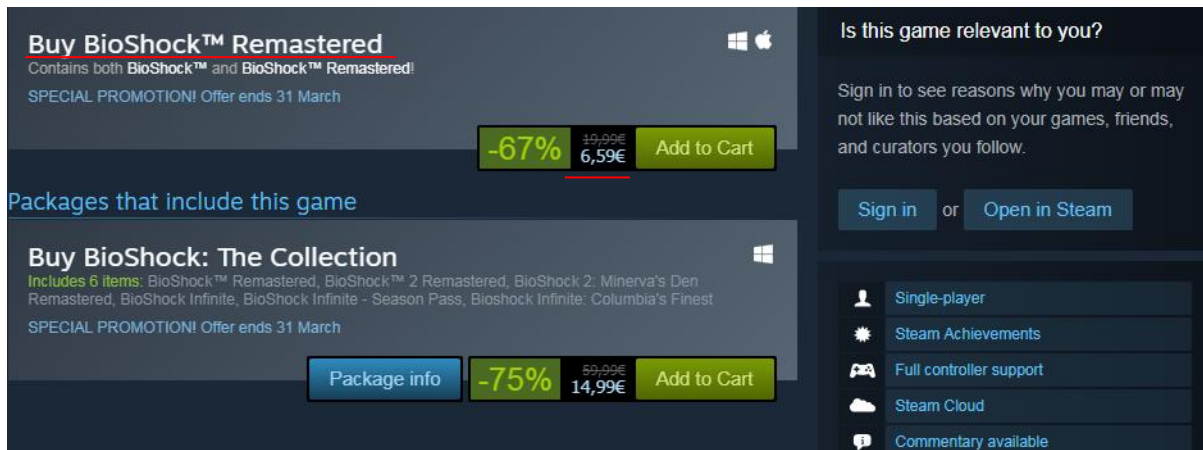 Buy BioShock™ Remastered
Contains both BioShock™ and BioShock™ Remastered!
SPECIAL PROMOTION! Offer ends 31 March
-67%
19,99€
6,59€
Add to Cart
Packages that include this game
Buy BioShock: The Collection
Includes 6 items: BioShock™ Remastered, BioShock™ 2 Remastered, BioShock 2: Minerva's Den
Remastered, BioShock Infinite, BioShock Infinite - Season Pass, Bioshock Infinite: Columbia's Finest
SPECIAL PROMOTION! Offer ends 31 March
Package info
-75%
59,99€
14,99€
Add to Cart
Is this game relevant to you?
Sign in to see reasons why you may or may
not like this based on your games, friends,
and curators you follow.
Sign in or Open in Steam
Single-player
Steam Achievements
Full controller support
Steam Cloud
Commentary available